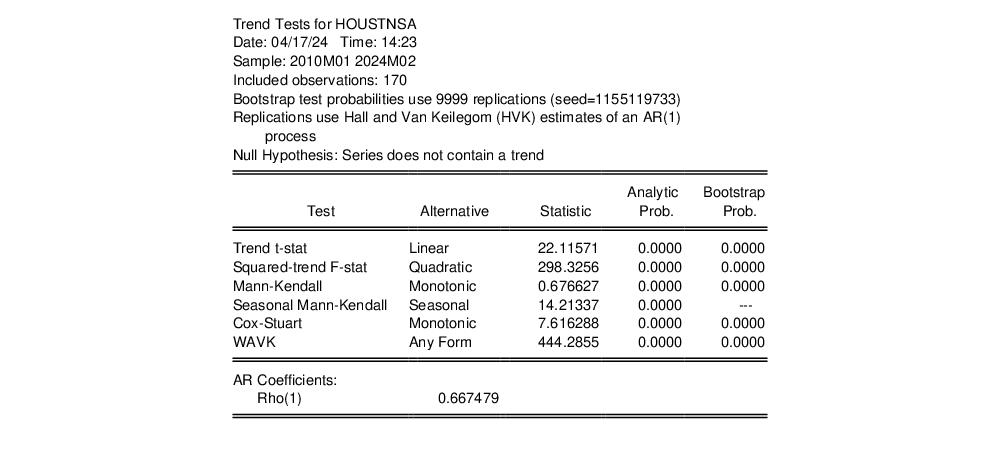 Trend Tests for HOUSTNSA
Date: 04/17/24 Time: 14:23
Sample: 2010M01 2024M02
Included observations: 170
Bootstrap test probabilities use 9999 replications (seed=1155119733)
Replications use Hall and Van Keilegom (HVK) estimates of an AR(1)
process
Null Hypothesis: Series does not contain a trend
Analytic Bootstrap
Test Alternative Statistic Prob. Prob.
Trend t-stat Linear 22.11571 0.0000 0.0000
Squared-trend F-stat Quadratic 298.3256 0.0000 0.0000
Mann-Kendall Monotonic 0.676627 0.0000 0.0000
Seasonal Mann-Kendall Seasonal 14.21337 0.0000 ---
Cox-Stuart Monotonic 7.616288 0.0000 0.0000
WAVK Any Form 444.2855 0.0000 0.0000
AR Coefficients:
Rho(1) 0.667479